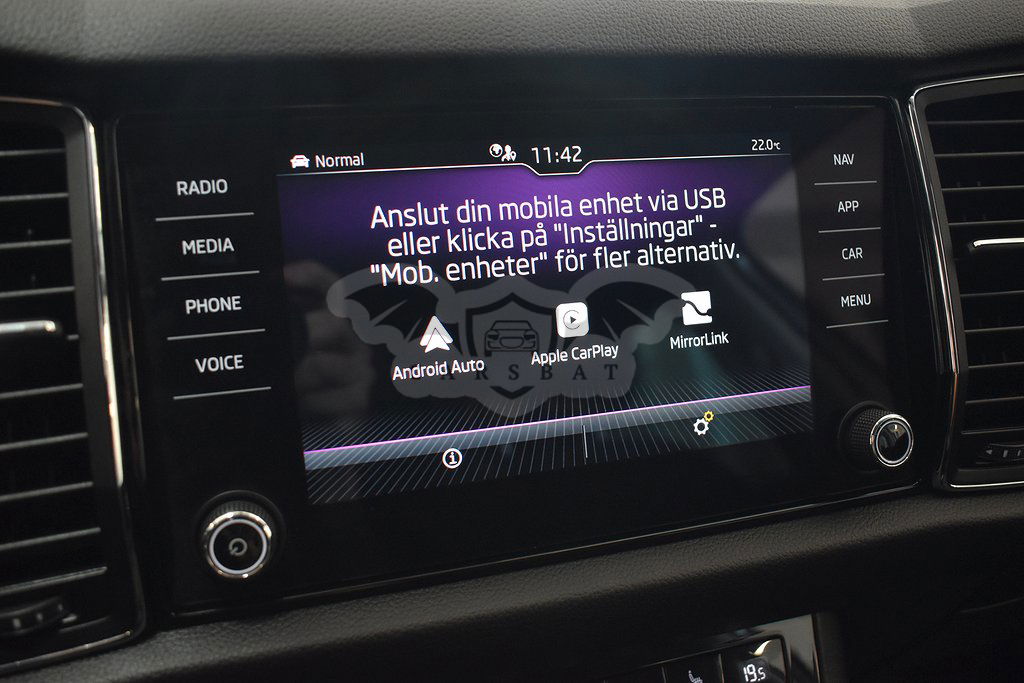 Normal
11:42
22.0°C
RADIO
MEDIA
PHONE
VOICE
Anslut din mobila enhet via USB
eller klicka på "Inställningar" -
"Mob. enheter" för fler alternativ.
Android Auto
Apple CarPlay
MirrorLink
CARSBAT
NAV
APP
CAR
MENU
19.5